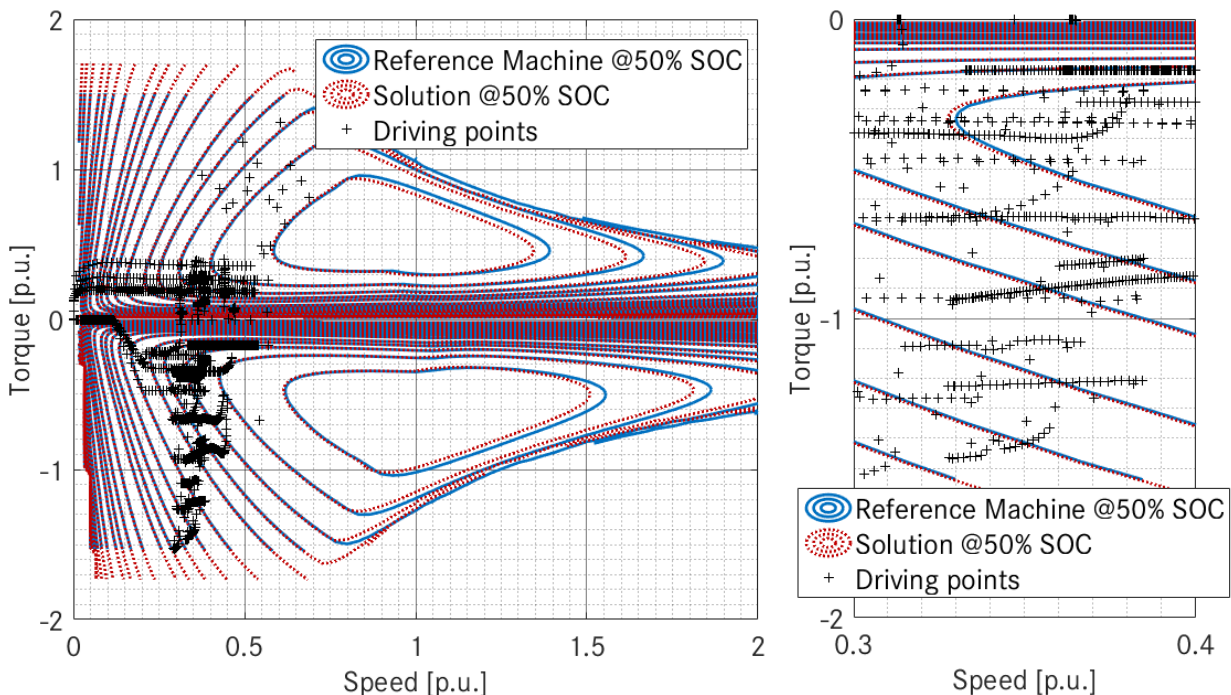 2
1
0
-1
-2
Torque [p.u.]
0
0.5
1
1.5
2
Speed [p.u.]
Reference Machine @50% SOC
Solution @50% SOC
Driving points
0
-1
-2
Torque [p.u.]
0.3
0.4
Speed [p.u.]
Reference Machine @50% SOC
Solution @50% SOC
Driving points